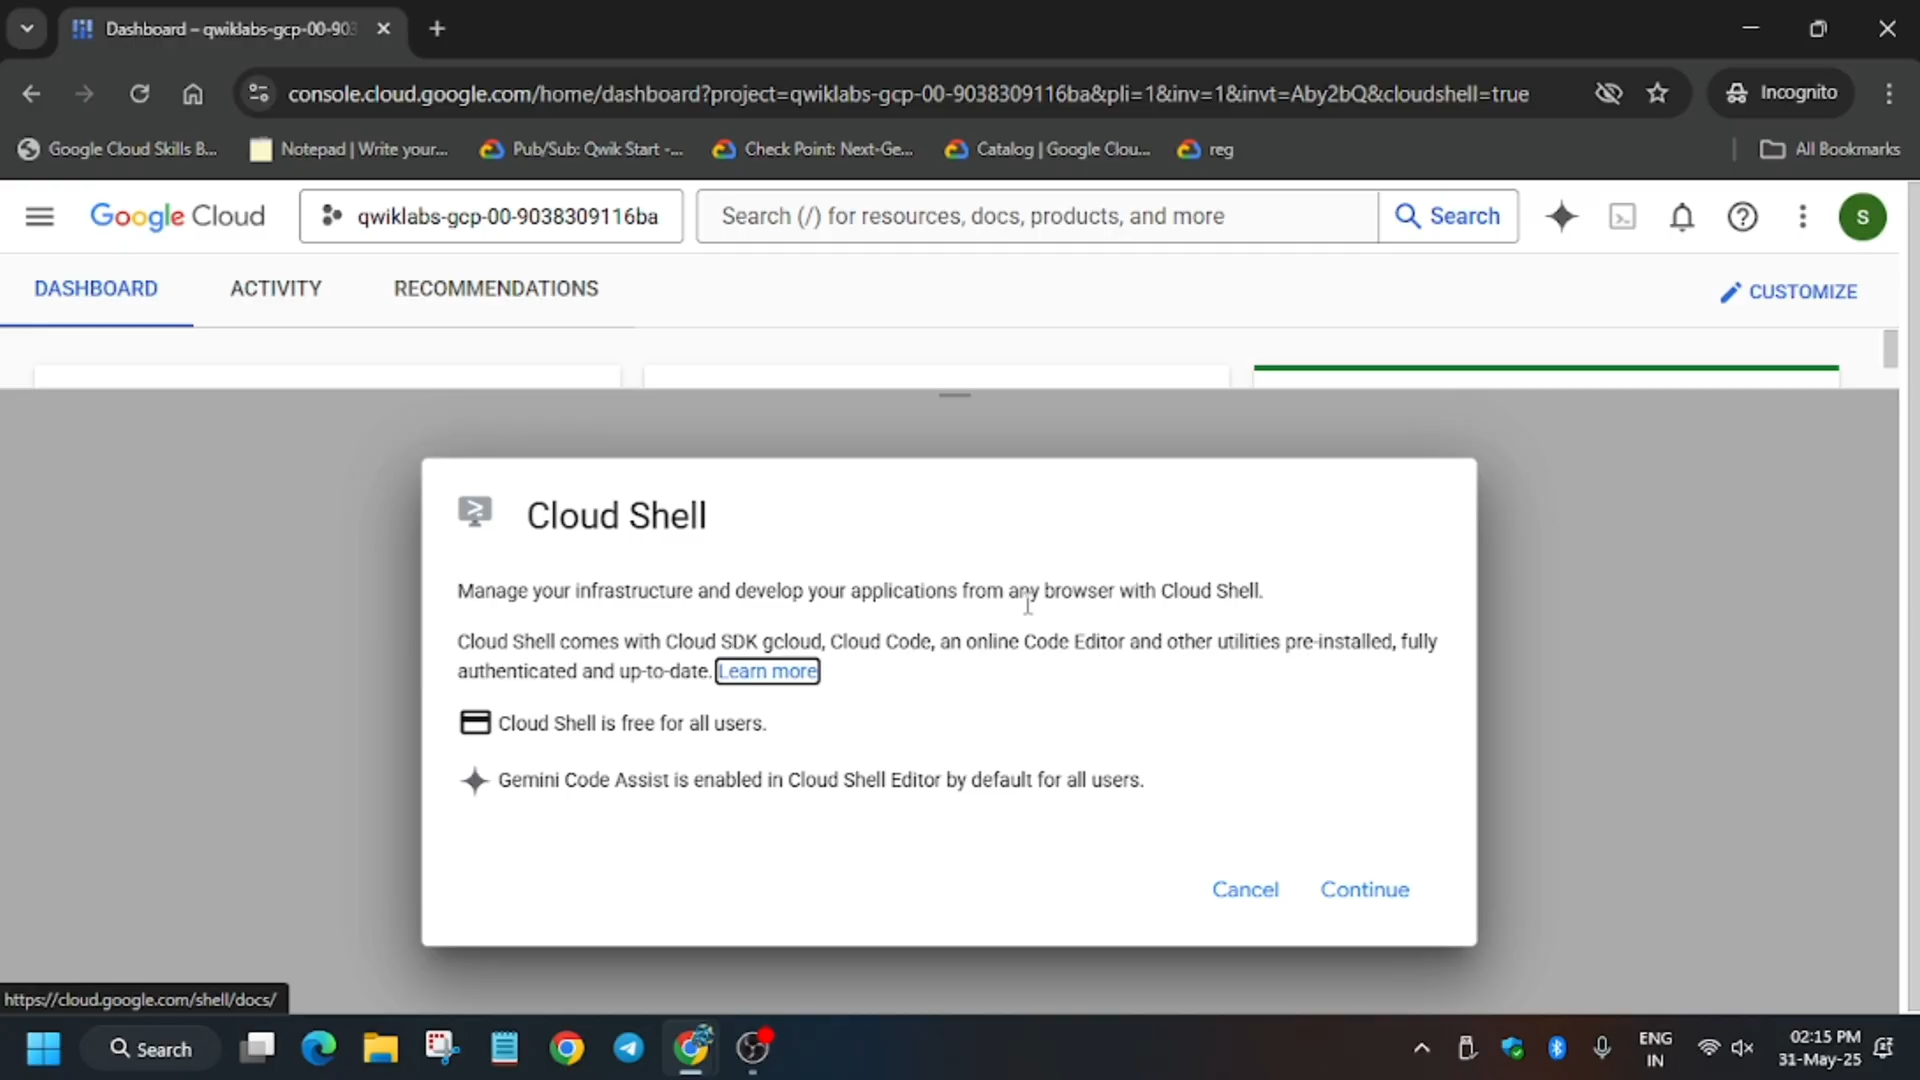 Dashboard – qwiklabs-gcp-00-903
console.cloud.google.com/home/dashboard?project=qwiklabs-gcp-00-9038309116ba&pli=1&inv=1&invt=Aby2bQ&cloudshell=true
Incognito
Google Cloud Skills B...
Notepad | Write your...
Pub/Sub: Qwik Start -...
Check Point: Next-Ge...
Catalog | Google Clou...
reg
All Bookmarks
Google Cloud
qwiklabs-gcp-00-9038309116ba
Search (/) for resources, docs, products, and more
Search
S
DASHBOARD
ACTIVITY
RECOMMENDATIONS
CUSTOMIZE
Cloud Shell
Manage your infrastructure and develop your applications from any browser with Cloud Shell.
Cloud Shell comes with Cloud SDK gcloud, Cloud Code, an online Code Editor and other utilities pre-installed, fully
authenticated and up-to-date. Learn more
Cloud Shell is free for all users.
Gemini Code Assist is enabled in Cloud Shell Editor by default for all users.
Cancel
Continue
https://cloud.google.com/shell/docs/
Search
ENG
IN
02:15 PM
31-May-25